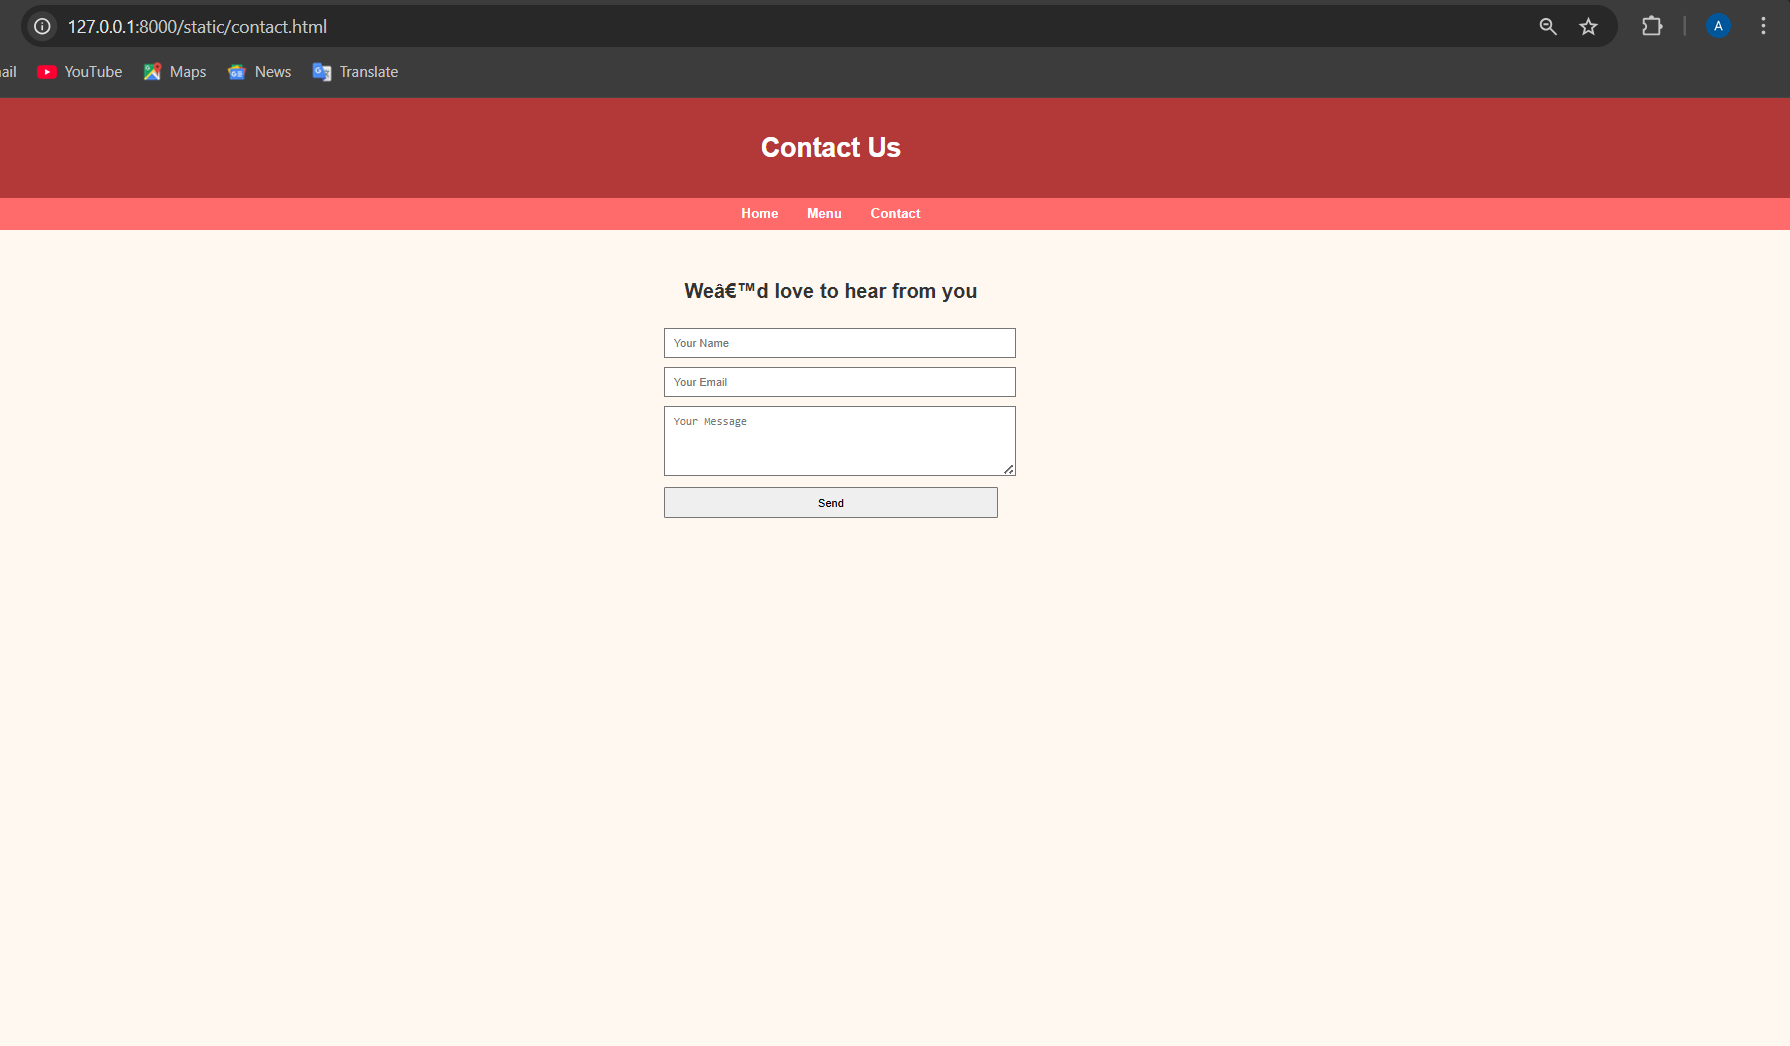 127.0.0.1:8000/static/contact.html
A
ail YouTube Maps News Translate
Contact Us
Home Menu Contact
Weâ€™d love to hear from you
Your Name
Your Email
Your Message
Send